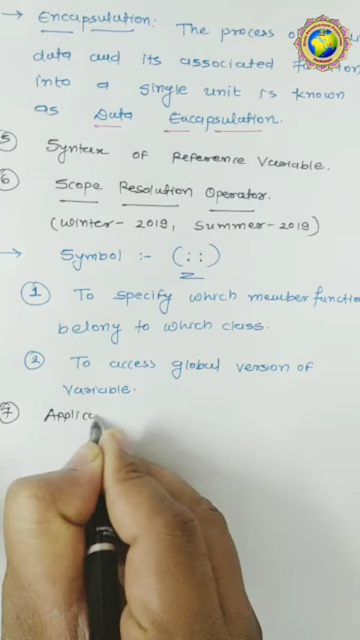 → Encapsulation: The process o
data and its associated
into a single unit is known
as Data Encapsulation.
5 Syntax of Reference Variable.
6 Scope Resolution Operator.
(Winter-2019, Summer-2019)
→ Symbol :- (::)
1 To specify which member functio
belong to which class.
2 To access global version of
Variable.
7 Applica